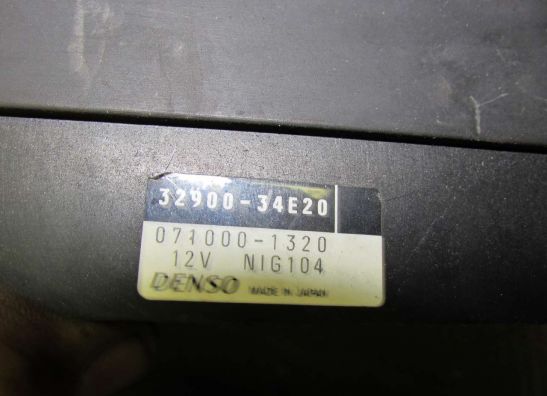 32900-34E20
071000-1320
12V NIG104
DENSO MADE IN JAPAN